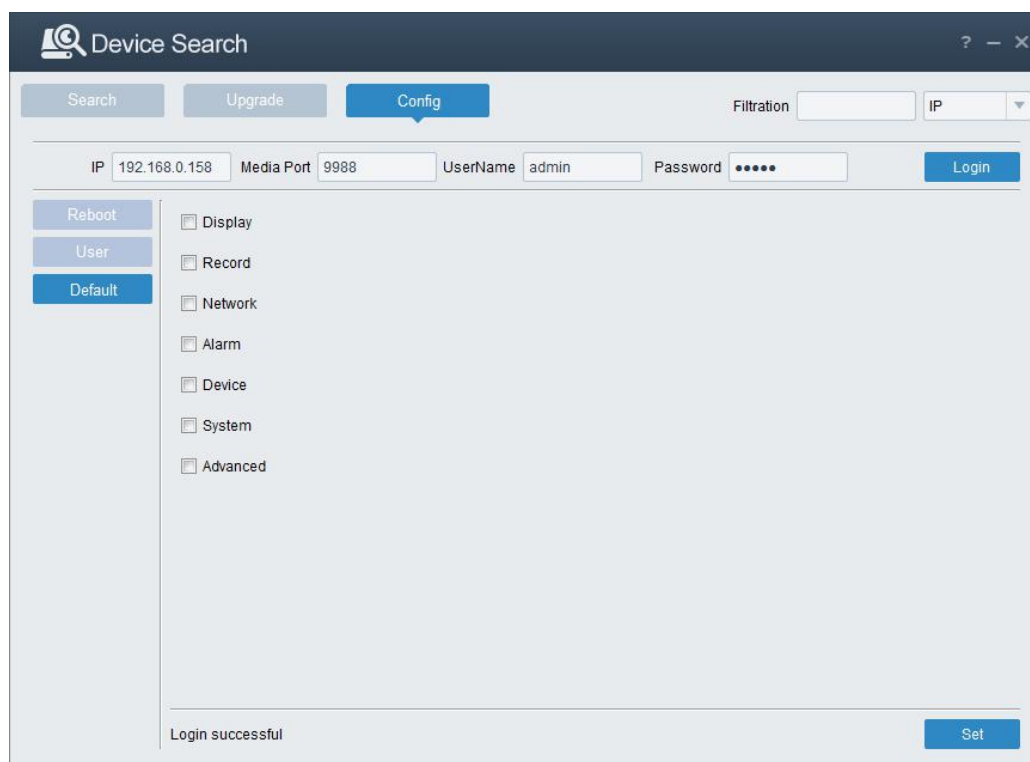 Device Search
? – ×
Search Upgrade Config Filtration IP
IP 192.168.0.158 Media Port 9988 UserName admin Password ●●●●● Login
Reboot
User
Default
Display
Record
Network
Alarm
Device
System
Advanced
Login successful Set